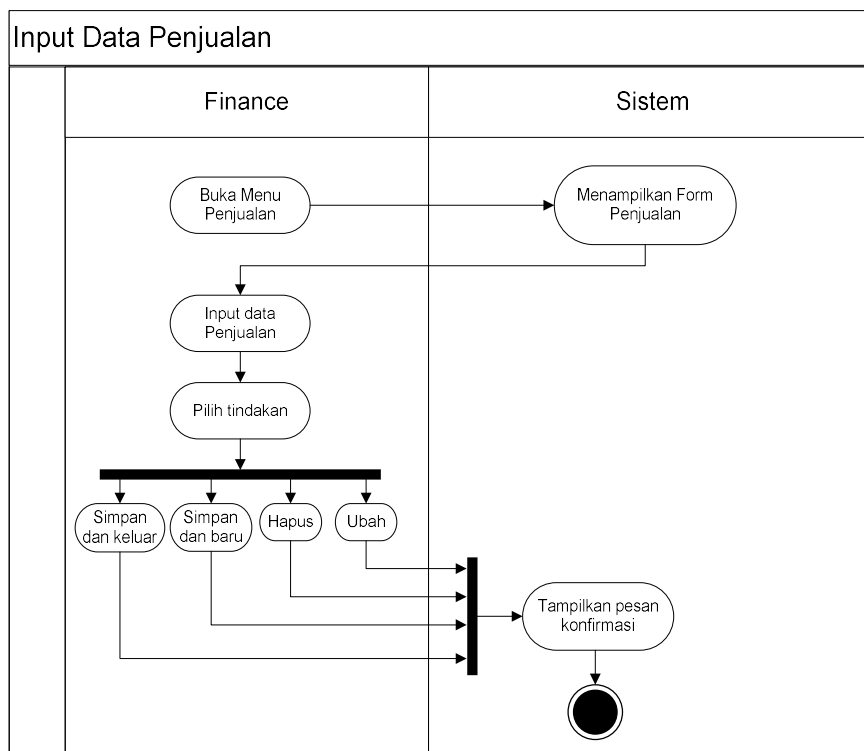 Input Data Penjualan
Finance
Sistem
Buka Menu
Penjualan
Menampilkan Form
Penjualan
Input data
Penjualan
Pilih tindakan
Simpan
dan keluar
Simpan
dan baru
Hapus
Ubah
Tampilkan pesan
konfirmasi